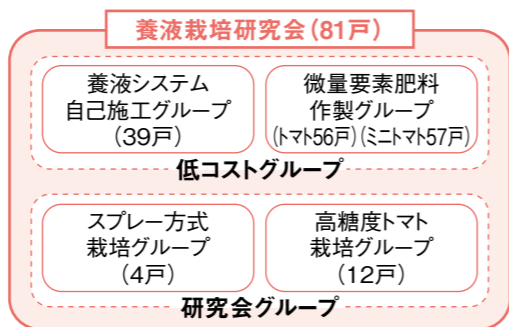 養液栽培研究会（81戸）
養液システム
自己施工グループ
（39戸）
微量要素肥料
作製グループ
（トマト56戸）（ミニトマト57戸）
低コストグループ
スプレー方式
栽培グループ
（4戸）
高糖度トマト
栽培グループ
（12戸）
研究会グループ